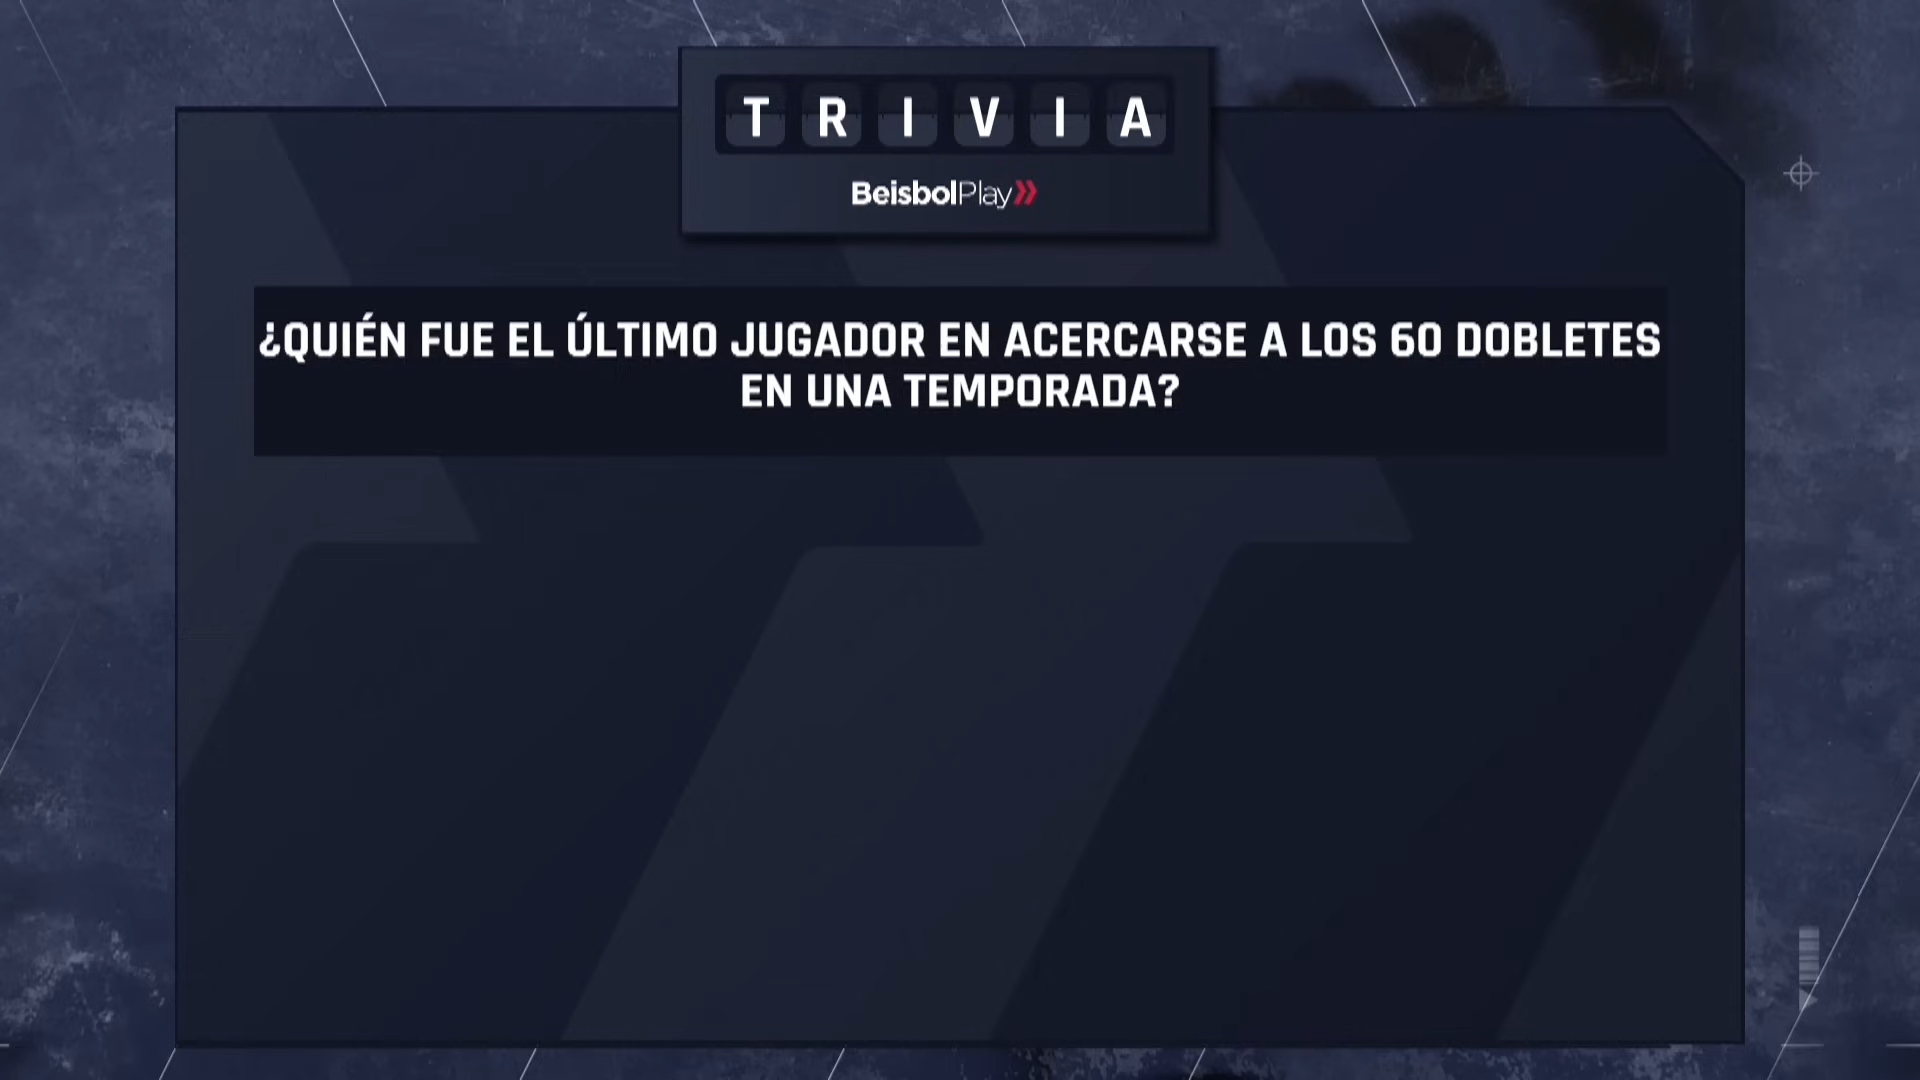 TRIVIA
BeisbolPlay
¿QUIÉN FUE EL ÚLTIMO JUGADOR EN ACERCARSE A LOS 60 DOBLETES
EN UNA TEMPORADA?